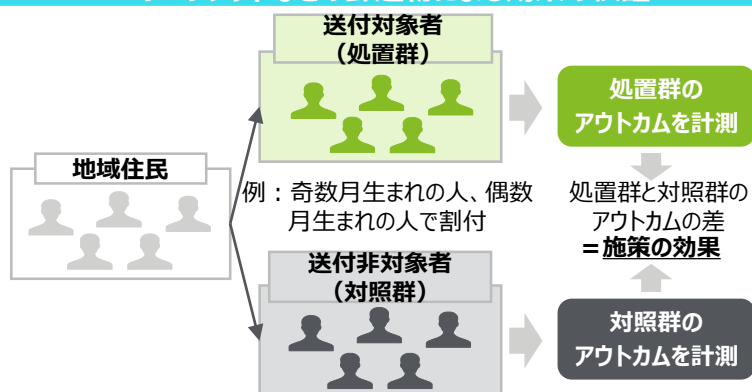 送付対象者
（処置群）
処置群の
アウトカムを計測
地域住民
例：奇数月生まれの人、偶数
月生まれの人で割付
処置群と対照群の
アウトカムの差
＝施策の効果
送付非対象者
（対照群）
対照群の
アウトカムを計測